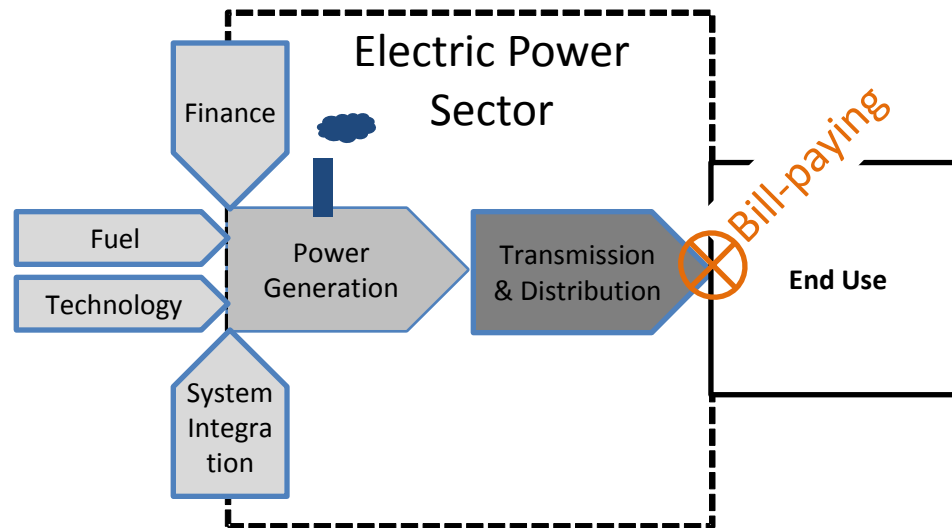 Electric Power
Sector
Finance
Bill-paying
Fuel
Technology
Power
Generation
Transmission
& Distribution
End Use
System
Integra
tion